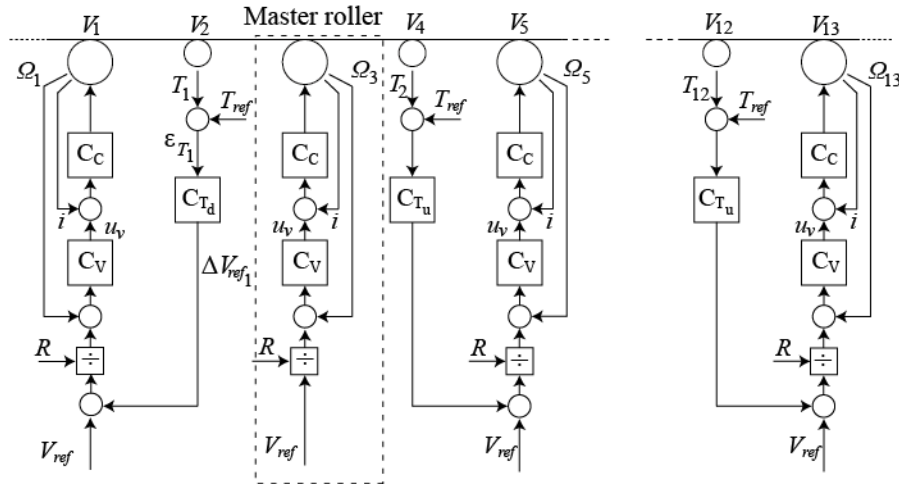 Master roller
V1 V2 V4 V5 V12 V13
Ω1 Ω3 Ω5 Ω13
T1 T2 T12
Tref Tref Tref
εT1
CC CC CC CC
CTd CTu CTu
i i i i
uv uv uv uv
CV CV CV CV
ΔVref1
R ÷ R ÷ R ÷ R ÷
Vref Vref Vref Vref